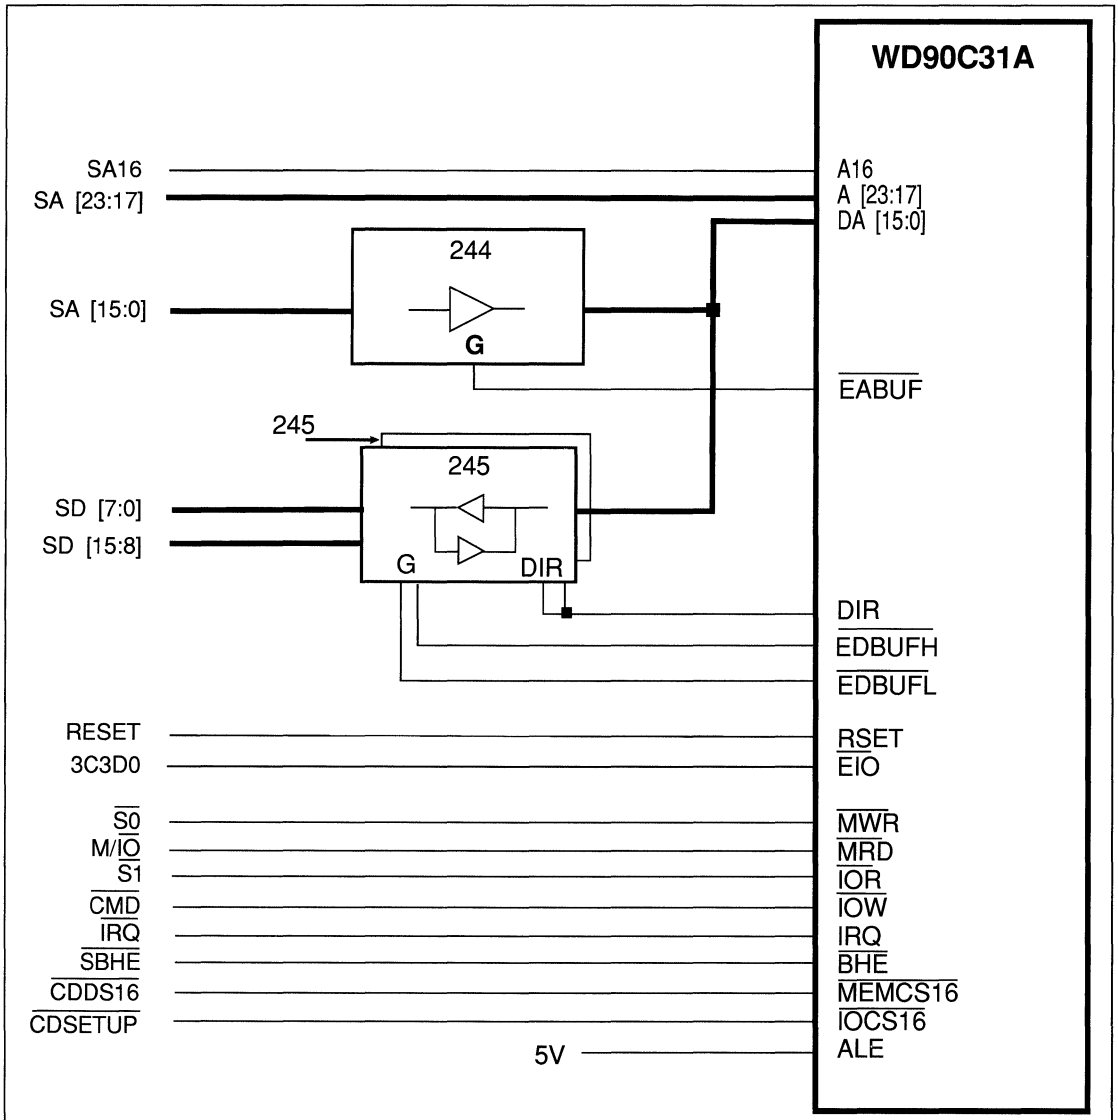 WD90C31A
SA16
A16
SA [23:17]
A [23:17]
DA [15:0]
244
SA [15:0]
G
EABUF
245
245
SD [7:0]
SD [15:8]
G
DIR
DIR
EDBUFH
EDBUFL
RESET
RSET
3C3D0
EIO
S0
MWR
M/IO
MRD
S1
IOR
CMD
IOW
IRQ
IRQ
SBHE
BHE
CDDS16
MEMCS16
CDSETUP
IOCS16
5V
ALE